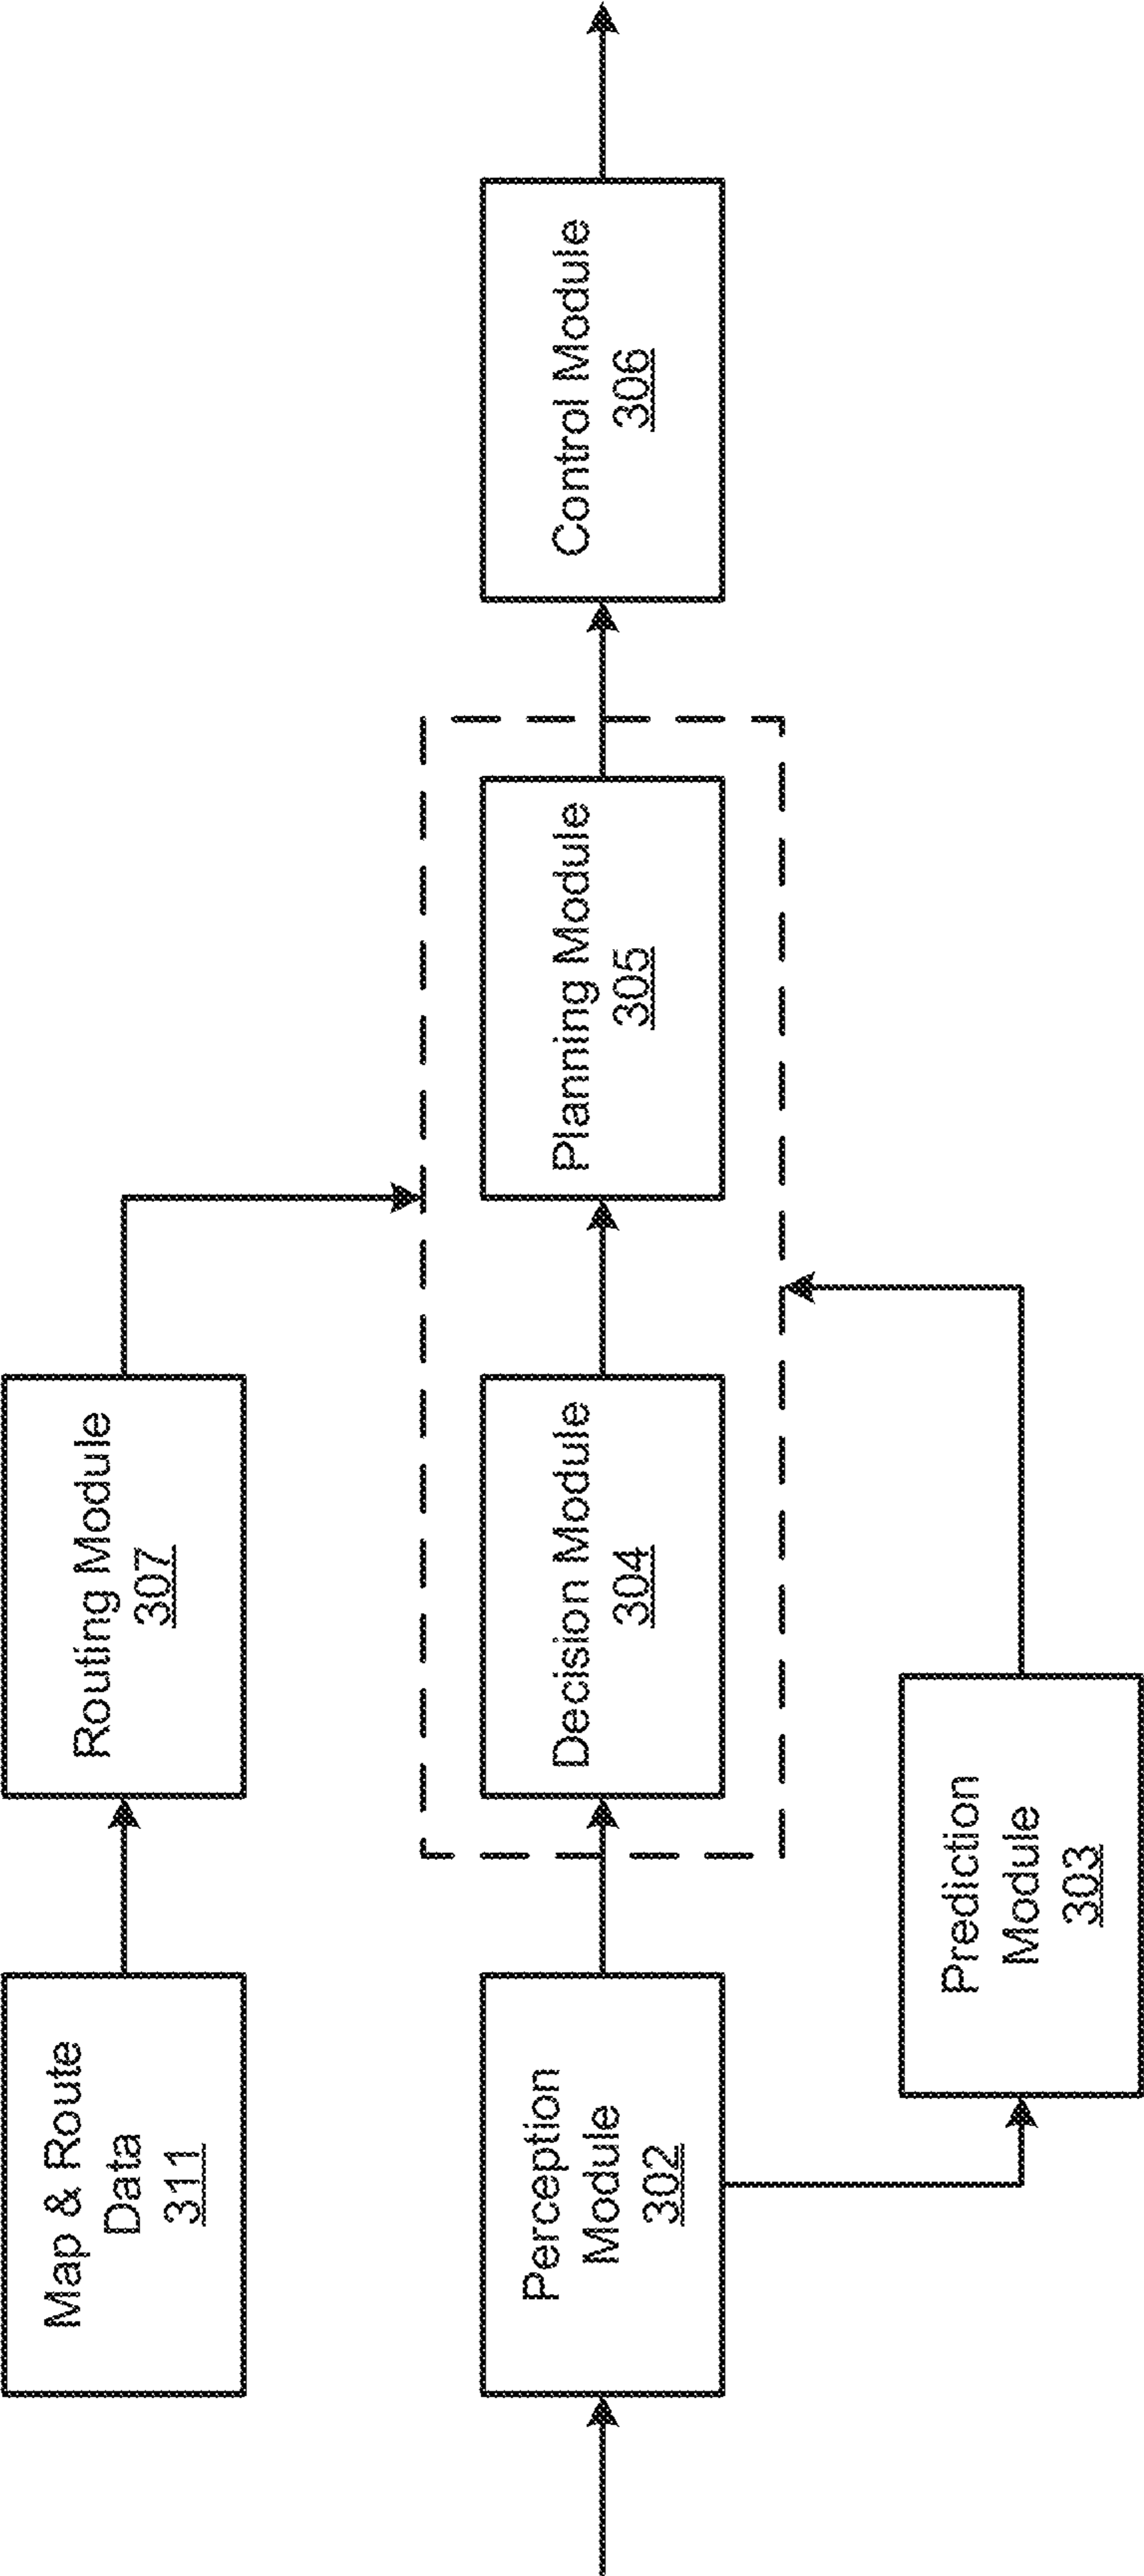 Map & Route
Data
311
Routing Module
307
Perception
Module
302
Decision Module
304
Planning Module
305
Control Module
306
Prediction
Module
303